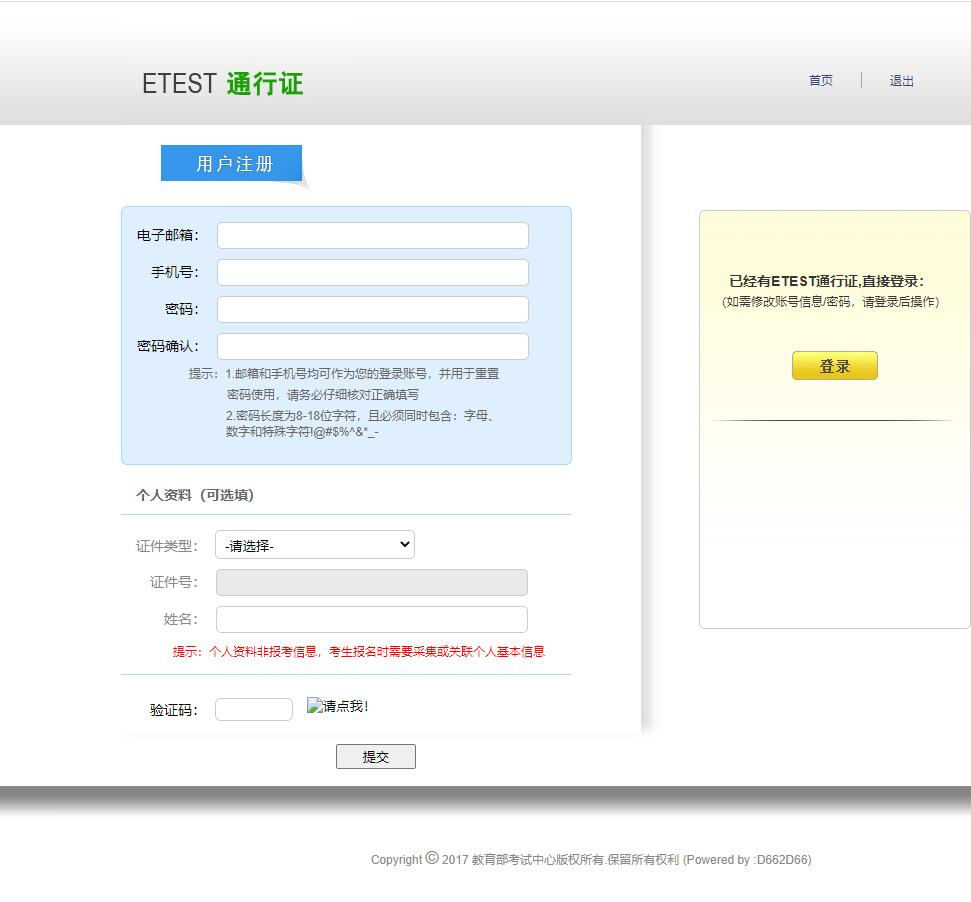 ETEST 通行证
首页
退出
用户注册
电子邮箱：
手机号：
密码：
密码确认：
提示：1.邮箱和手机号均可作为您的登录账号，并用于重置
密码使用，请务必仔细核对正确填写
2.密码长度为8-18位字符，且必须同时包含：字母、
数字和特殊字符!@#$%^&*_-
已经有ETEST通行证,直接登录：
(如需修改账号信息/密码，请登录后操作)
登录
个人资料（可选填）
证件类型：
-请选择-
证件号：
姓名：
提示：个人资料非报考信息，考生报名时需要采集或关联个人基本信息
验证码：
请点我！
提交
Copyright © 2017 教育部考试中心版权所有.保留所有权利 (Powered by :D662D66)